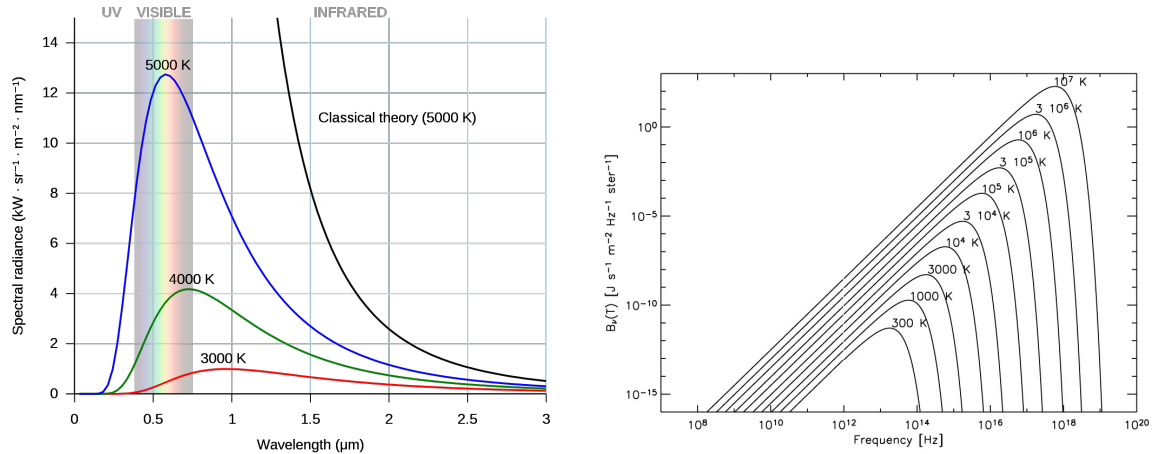 UV VISIBLE INFRARED
14
12
10
8
6
4
2
0
Spectral radiance (kW · sr⁻¹ · m⁻² · nm⁻¹)
5000 K
Classical theory (5000 K)
4000 K
3000 K
0 0.5 1 1.5 2 2.5 3
Wavelength (μm)
10⁰
10⁻⁵
10⁻¹⁰
10⁻¹⁵
Bν(T) [J s⁻¹ m⁻² Hz⁻¹ ster⁻¹]
10⁷ K
3 10⁶ K
10⁶ K
3 10⁵ K
10⁵ K
3 10⁴ K
10⁴ K
3000 K
1000 K
300 K
10⁸ 10¹⁰ 10¹² 10¹⁴ 10¹⁶ 10¹⁸ 10²⁰
Frequency [Hz]